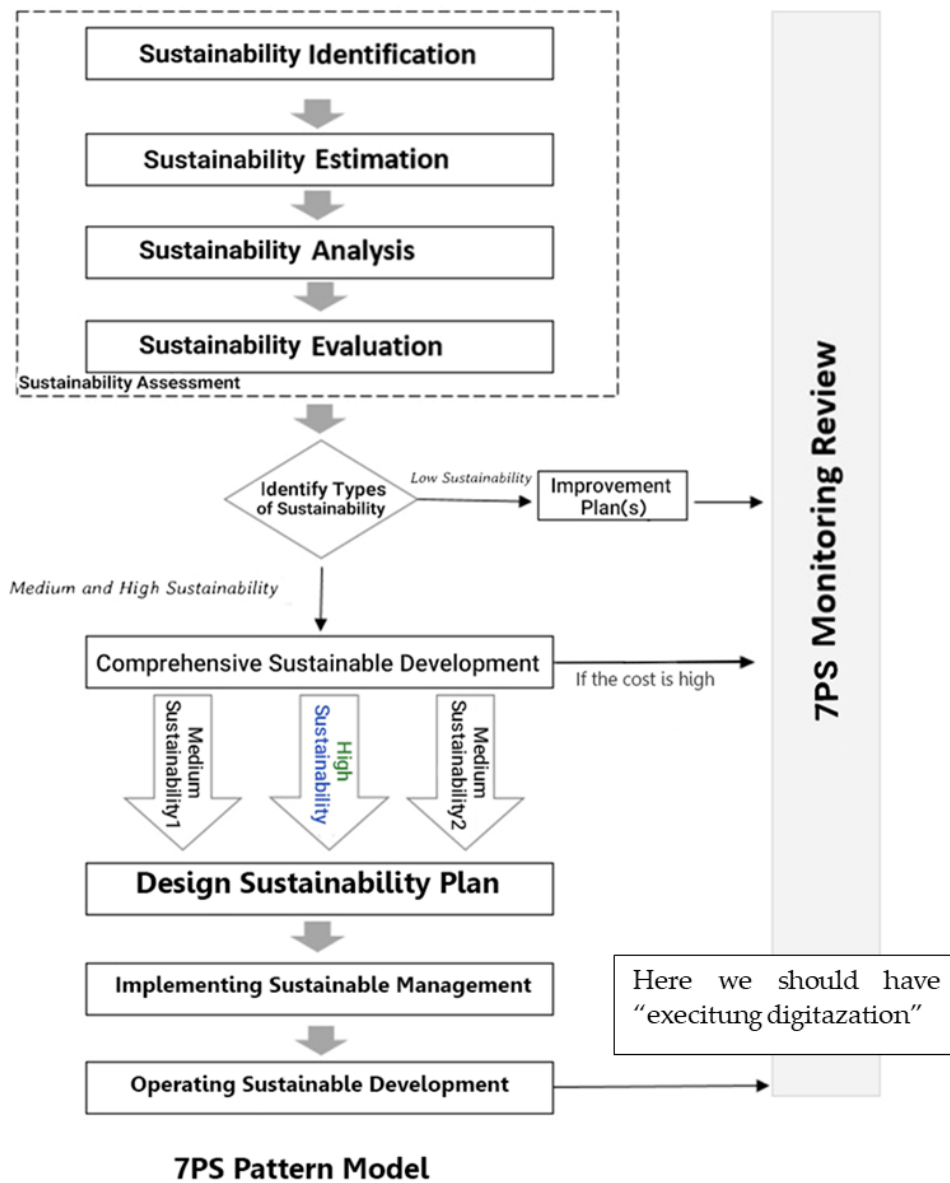 Sustainability Identification
Sustainability Estimation
Sustainability Analysis
Sustainability Evaluation
Sustainability Assessment
Identify Types
of Sustainability
Low Sustainability
Improvement
Plan(s)
Medium and High Sustainability
Comprehensive Sustainable Development
If the cost is high
Medium
Sustainability1
High
Sustainability
Medium
Sustainability2
Design Sustainability Plan
Implementing Sustainable Management
Operating Sustainable Development
7PS Monitoring Review
Here we should have
“execitung digitazation”
7PS Pattern Model